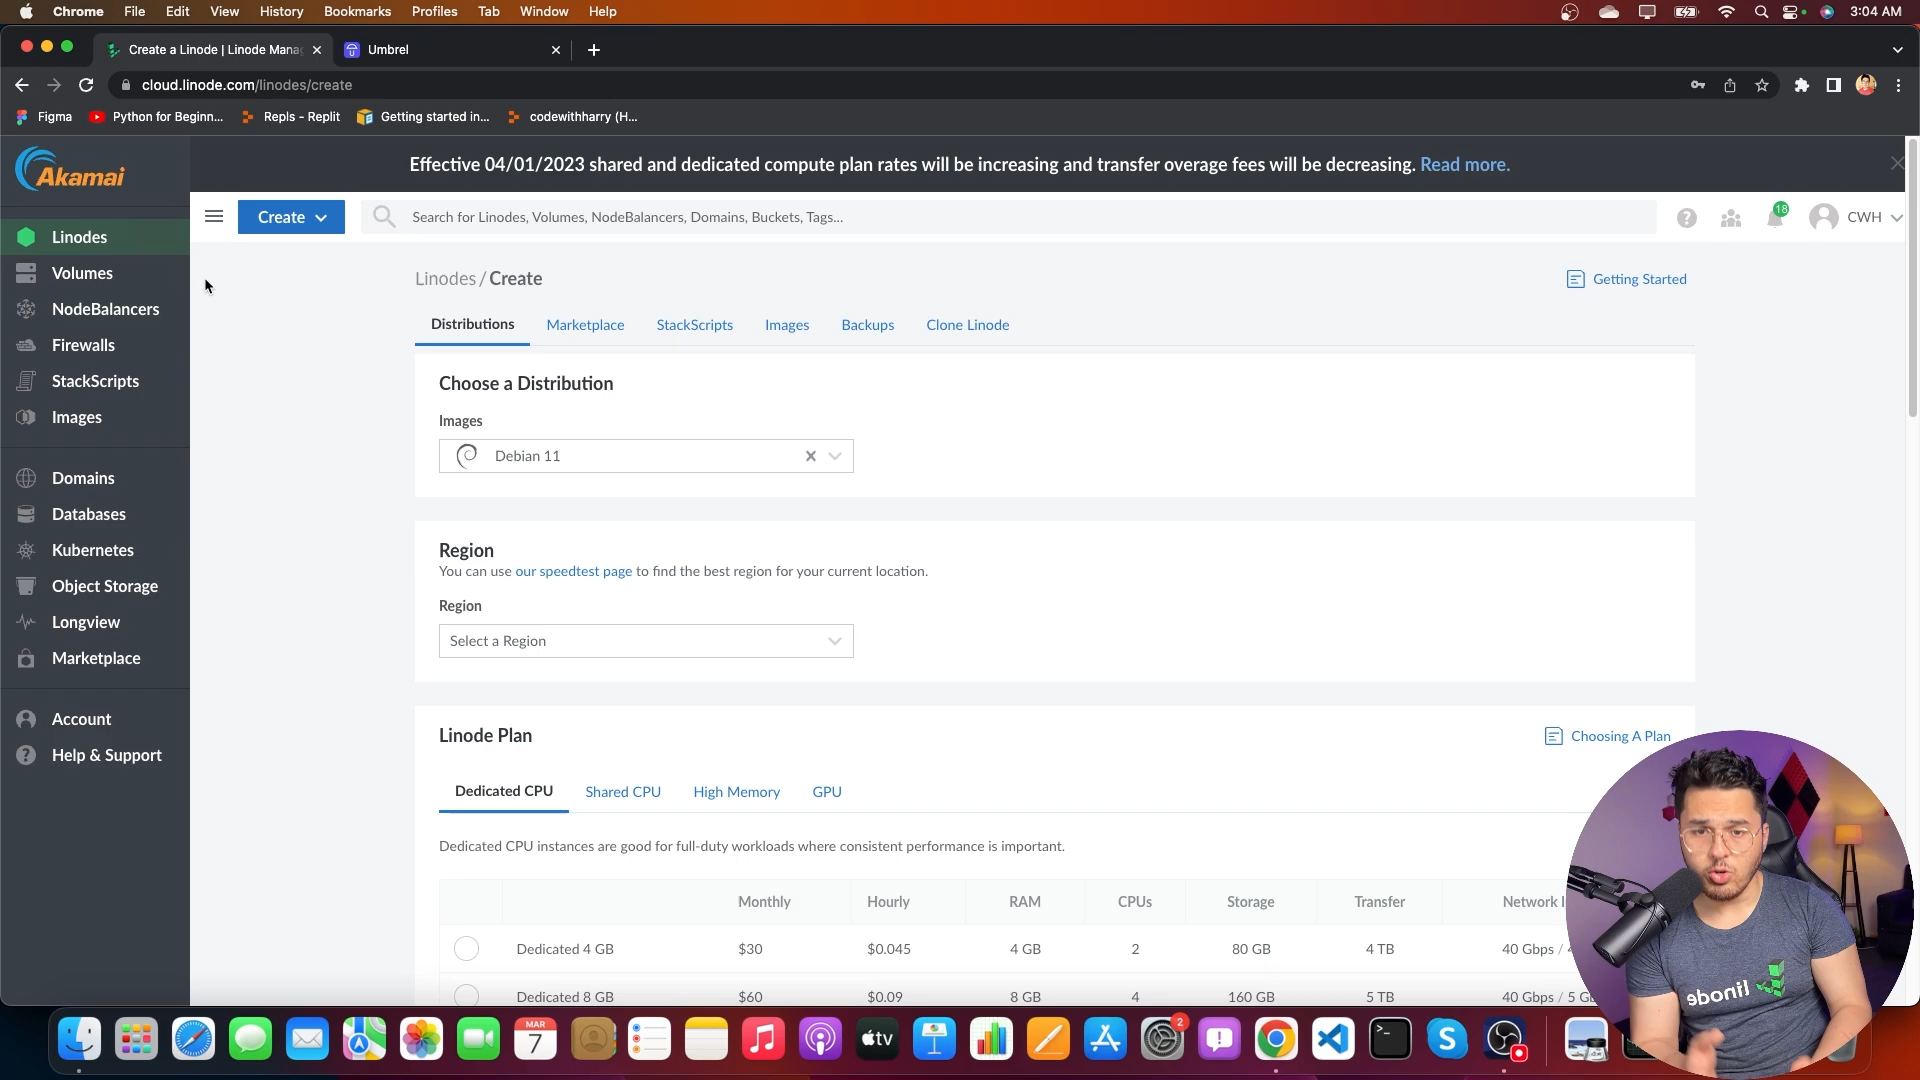 Chrome File Edit View History Bookmarks Profiles Tab Window Help 3:04 AM
Create a Linode | Linode Mana Umbrel
cloud.linode.com/linodes/create
Figma Python for Beginn... Repls - Replit Getting started in... codewithharry (H...
Akamai
Effective 04/01/2023 shared and dedicated compute plan rates will be increasing and transfer overage fees will be decreasing. Read more.
Create Search for Linodes, Volumes, NodeBalancers, Domains, Buckets, Tags... 18 CWH
Linodes
Volumes
NodeBalancers
Firewalls
StackScripts
Images
Domains
Databases
Kubernetes
Object Storage
Longview
Marketplace
Account
Help & Support
Linodes / Create Getting Started
Distributions Marketplace StackScripts Images Backups Clone Linode
Choose a Distribution
Images
Debian 11
Region
You can use our speedtest page to find the best region for your current location.
Region
Select a Region
Linode Plan Choosing A Plan
Dedicated CPU Shared CPU High Memory GPU
Dedicated CPU instances are good for full-duty workloads where consistent performance is important.
Monthly Hourly RAM CPUs Storage Transfer Network
Dedicated 4 GB $30 $0.045 4 GB 2 80 GB 4 TB 40 Gbps /
Dedicated 8 GB $60 $0.09 8 GB 4 160 GB 5 TB 40 Gbps / 5
linode
MAR
7
tv
2